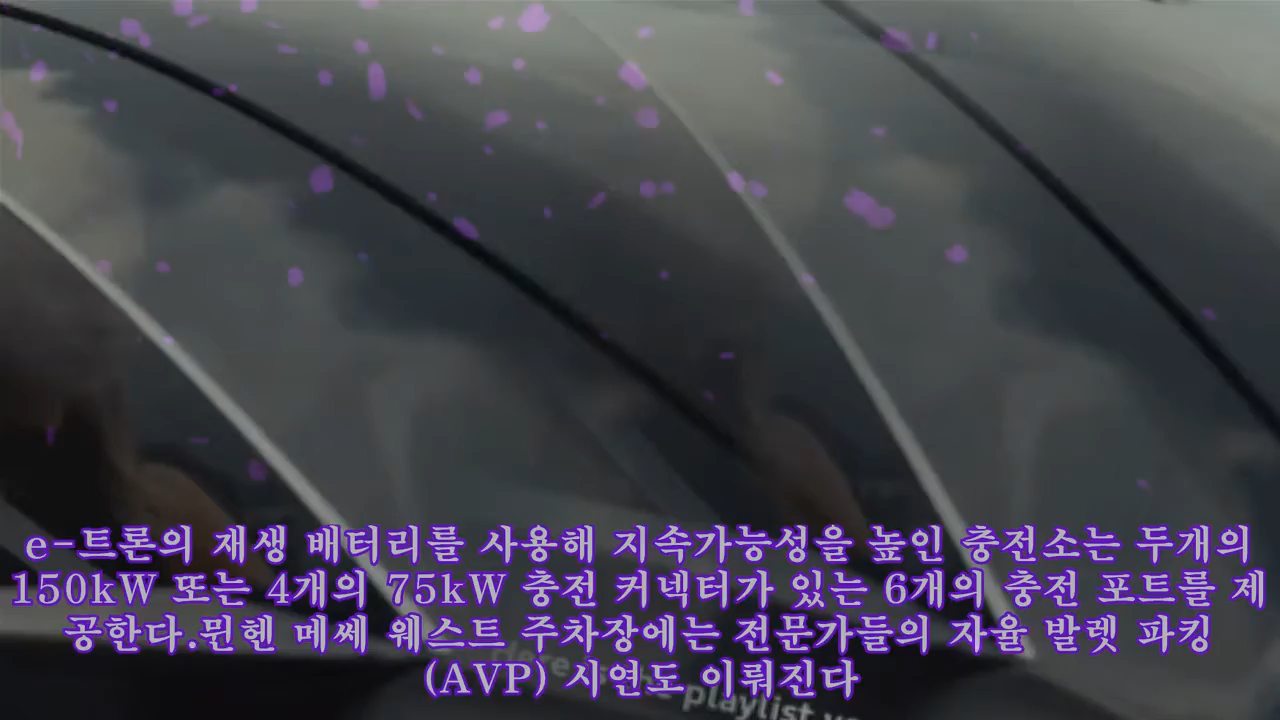 e-트론의 재생 배터리를 사용해 지속가능성을 높인 충전소는 두개의
150kW 또는 4개의 75kW 충전 커넥터가 있는 6개의 충전 포트를 제
공한다.뮌헨 메쎄 웨스트 주차장에는 전문가들의 자율 발렛 파킹
(AVP) 시연도 이뤄진다
the playlist